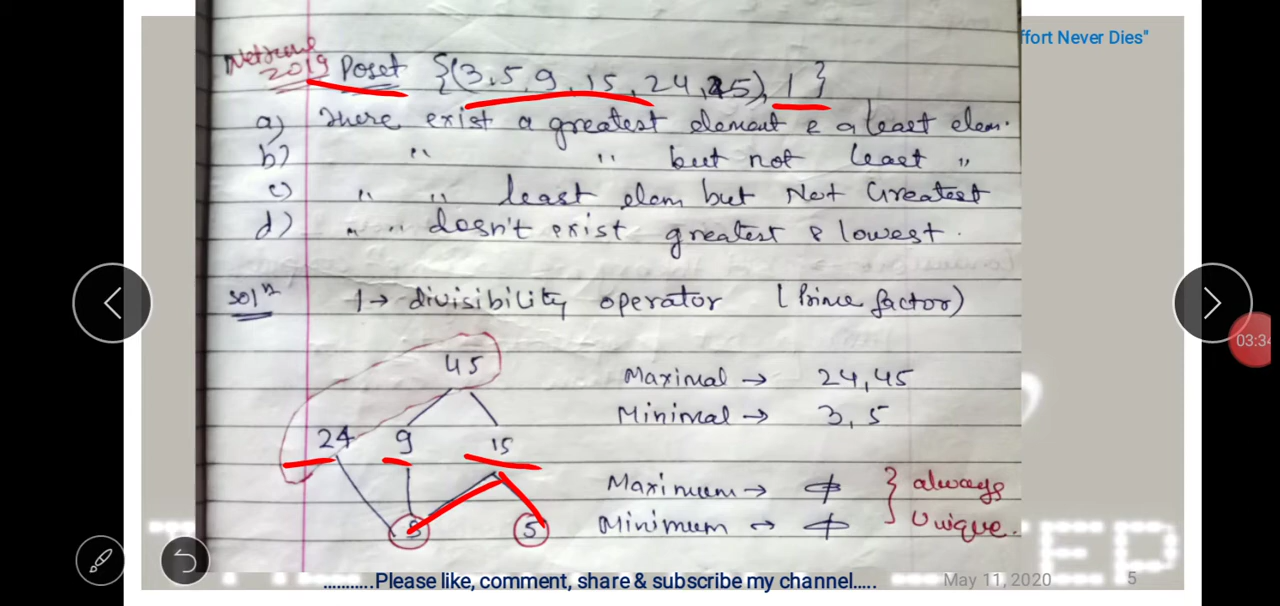 ffort Never Dies"
2019 Poset {(3,5,9,15,24,45), | }
a) There exist a greatest element & a least elem.
b) " " but not least "
c) " " least elem but Not Greatest
d) " " doesn't exist greatest & lowest.
Solⁿ | → divisibility operator (Prime factor)
45
24 9 15
3 5
Maximal → 24,45
Minimal → 3, 5
Maximum → ϕ } always
Minimum → ϕ Unique.
...........Please like, comment, share & subscribe my channel.....
May 11, 2020
5
03:34